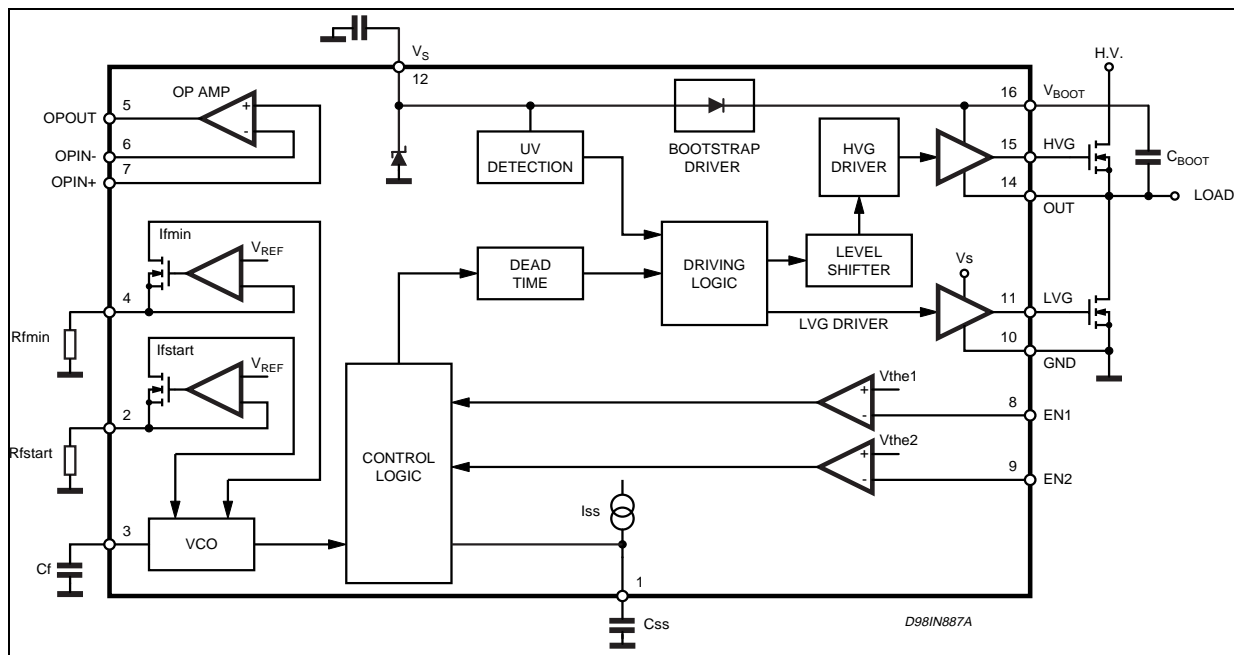 H.V.
VS
12
OP AMP
5
OPOUT
+
-
6
OPIN-
7
OPIN+
16
VBOOT
BOOTSTRAP
DRIVER
UV
DETECTION
HVG
DRIVER
15
HVG
CBOOT
14
OUT
LOAD
Ifmin
VREF
4
Rfmin
DEAD
TIME
DRIVING
LOGIC
LEVEL
SHIFTER
Vs
11
LVG
LVG DRIVER
10
GND
Ifstart
VREF
2
Rfstart
Vthe1
+
-
8
EN1
Vthe2
+
-
9
EN2
CONTROL
LOGIC
Iss
3
VCO
Cf
1
Css
D98IN887A